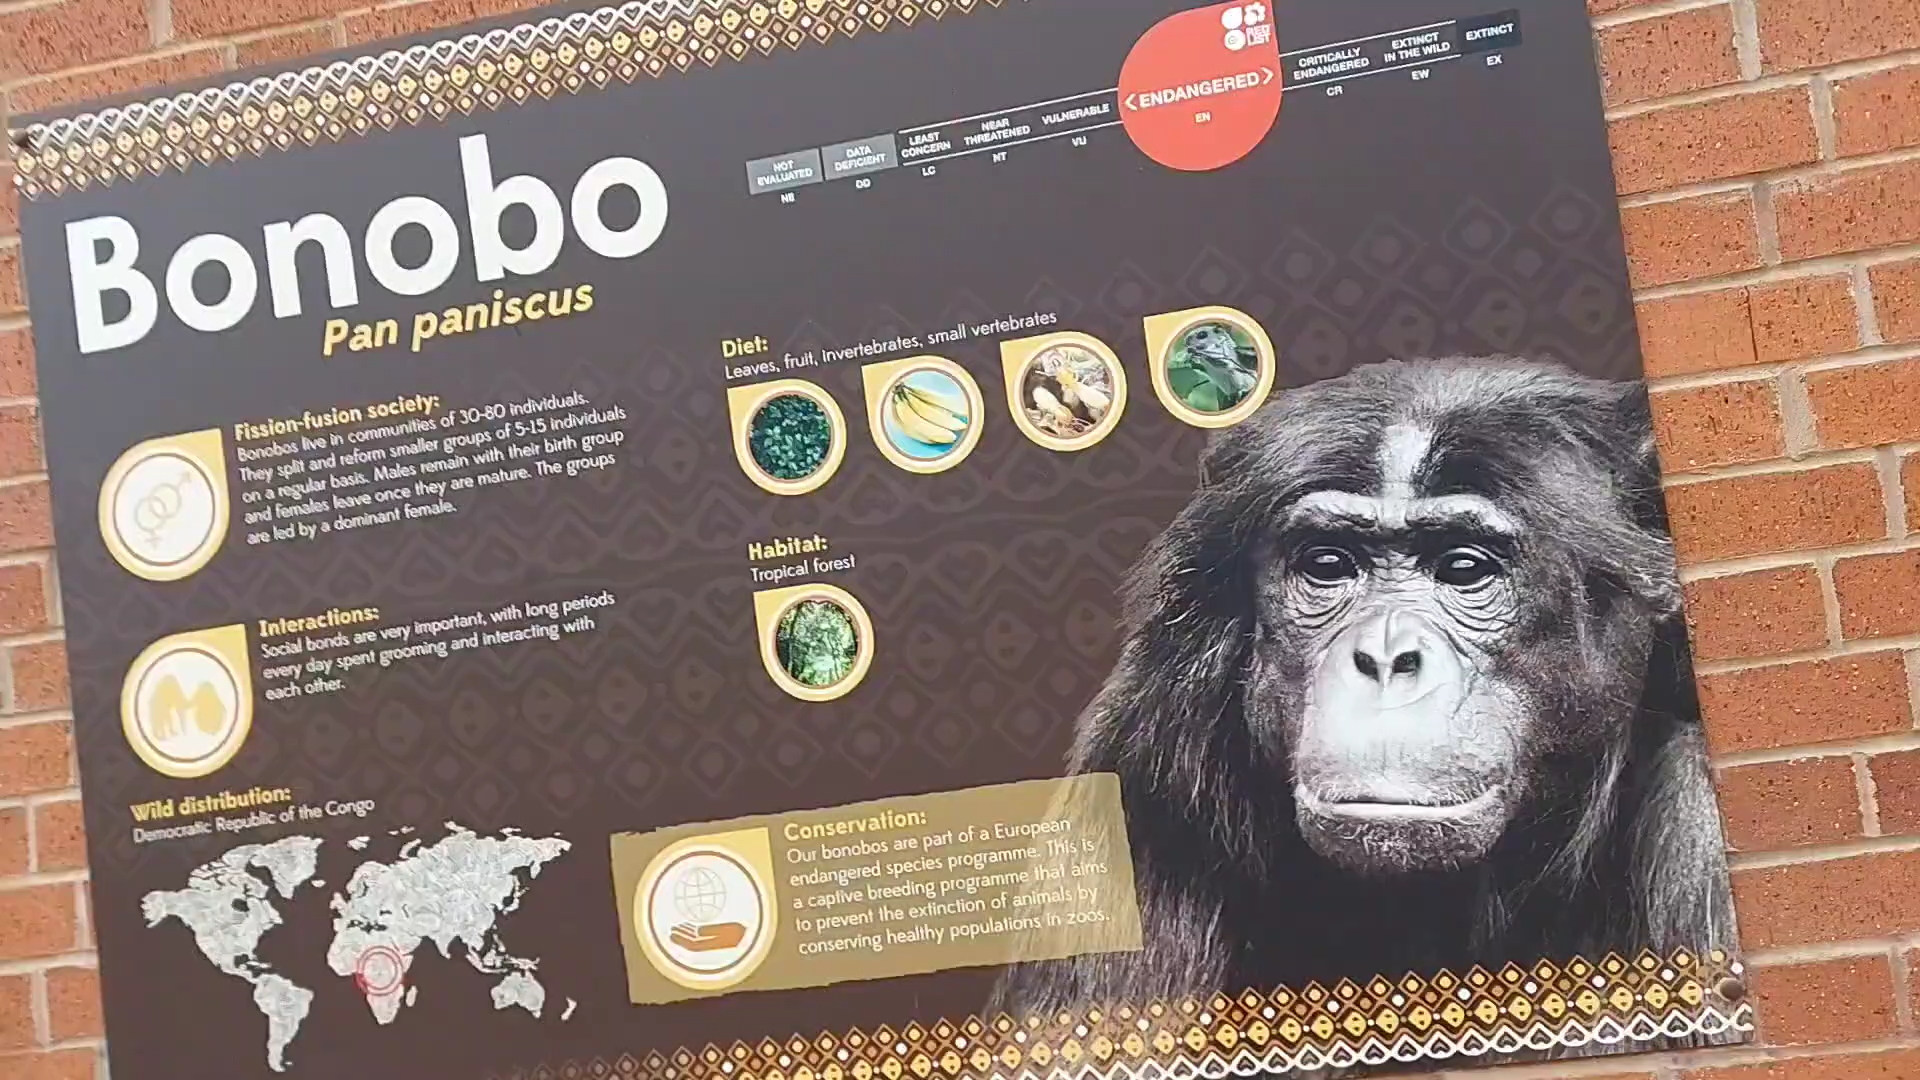 Bonobo
Pan paniscus
RED
LIST
NOT
EVALUATED
NE
DATA
DEFICIENT
DD
LEAST
CONCERN
LC
NEAR
THREATENED
NT
VULNERABLE
VU
<ENDANGERED>
EN
CRITICALLY
ENDANGERED
CR
EXTINCT
IN THE WILD
EW
EXTINCT
EX
Fission-fusion society:
Bonobos live in communities of 30-80 individuals.
They split and reform smaller groups of 5-15 individuals
on a regular basis. Males remain with their birth group
and females leave once they are mature. The groups
are led by a dominant female.
Interactions:
Social bonds are very important, with long periods
every day spent grooming and interacting with
each other.
Wild distribution:
Democratic Republic of the Congo
Diet:
Leaves, fruit, invertebrates, small vertebrates
Habitat:
Tropical forest
Conservation:
Our bonobos are part of a European
endangered species programme. This is
a captive breeding programme that aims
to prevent the extinction of animals by
conserving healthy populations in zoos.